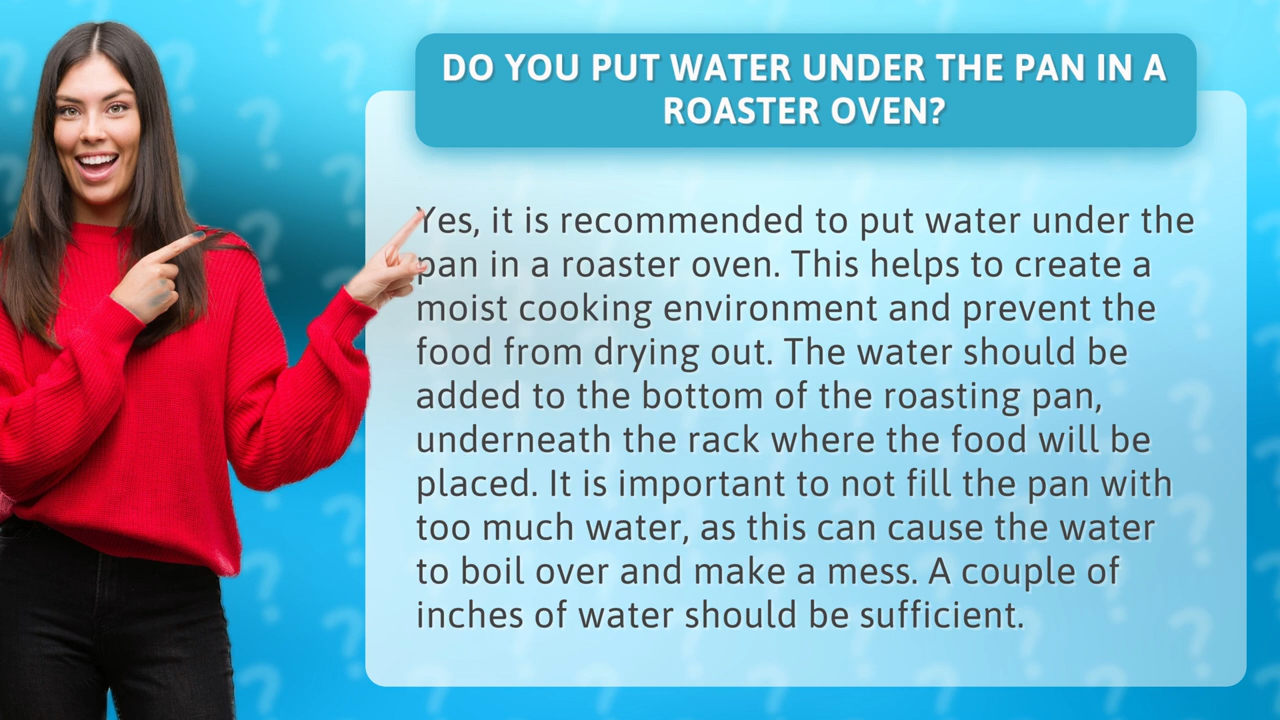 DO YOU PUT WATER UNDER THE PAN IN A
ROASTER OVEN?
Yes, it is recommended to put water under the
pan in a roaster oven. This helps to create a
moist cooking environment and prevent the
food from drying out. The water should be
added to the bottom of the roasting pan,
underneath the rack where the food will be
placed. It is important to not fill the pan with
too much water, as this can cause the water
to boil over and make a mess. A couple of
inches of water should be sufficient.